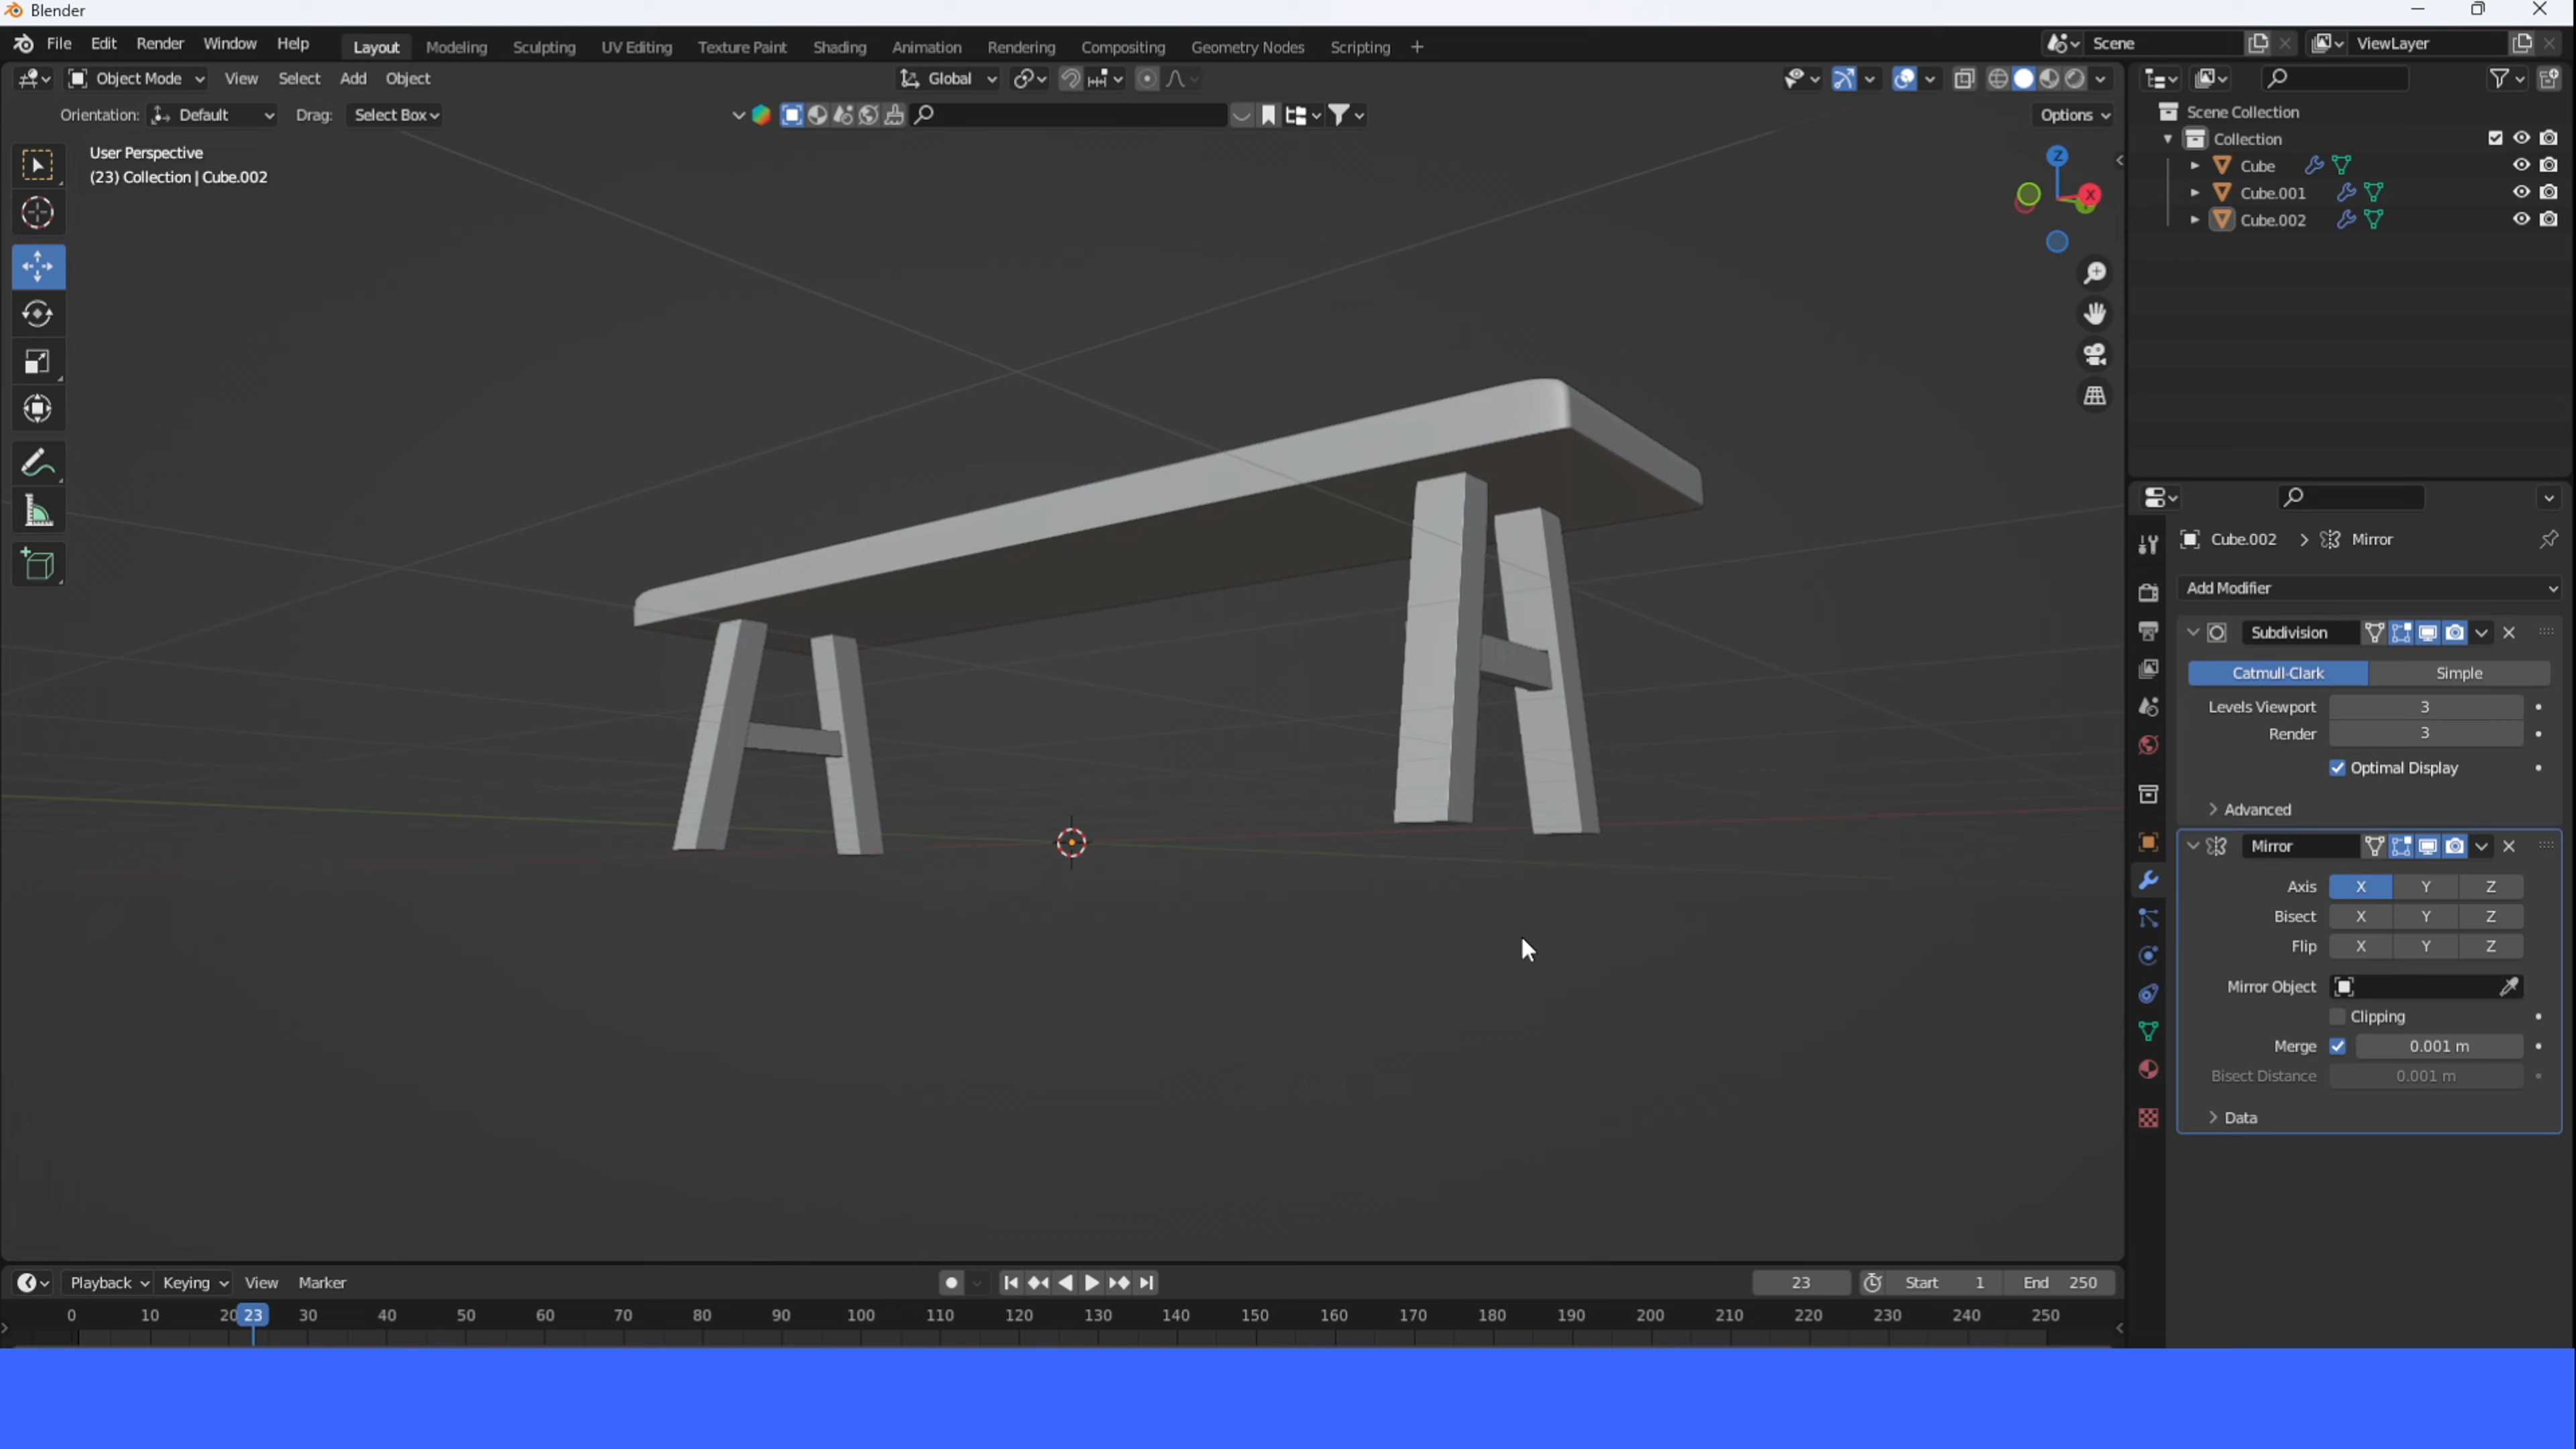 Blender
File Edit Render Window Help Layout Modeling Sculpting UV Editing Texture Paint Shading Animation Rendering Compositing Geometry Nodes Scripting + Scene ViewLayer
Object Mode View Select Add Object Global
Orientation: Default Drag: Select Box Options
User Perspective
(23) Collection | Cube.002
Z
X
Scene Collection
Collection
Cube
Cube.001
Cube.002
Cube.002 > Mirror
Add Modifier
Subdivision
Catmull-Clark Simple
Levels Viewport 3
Render 3
Optimal Display
Advanced
Mirror
Axis X Y Z
Bisect X Y Z
Flip X Y Z
Mirror Object
Clipping
Merge 0.001 m
Bisect Distance 0.001 m
Data
Playback Keying View Marker 23 Start 1 End 250
0 10 20 23 30 40 50 60 70 80 90 100 110 120 130 140 150 160 170 180 190 200 210 220 230 240 250